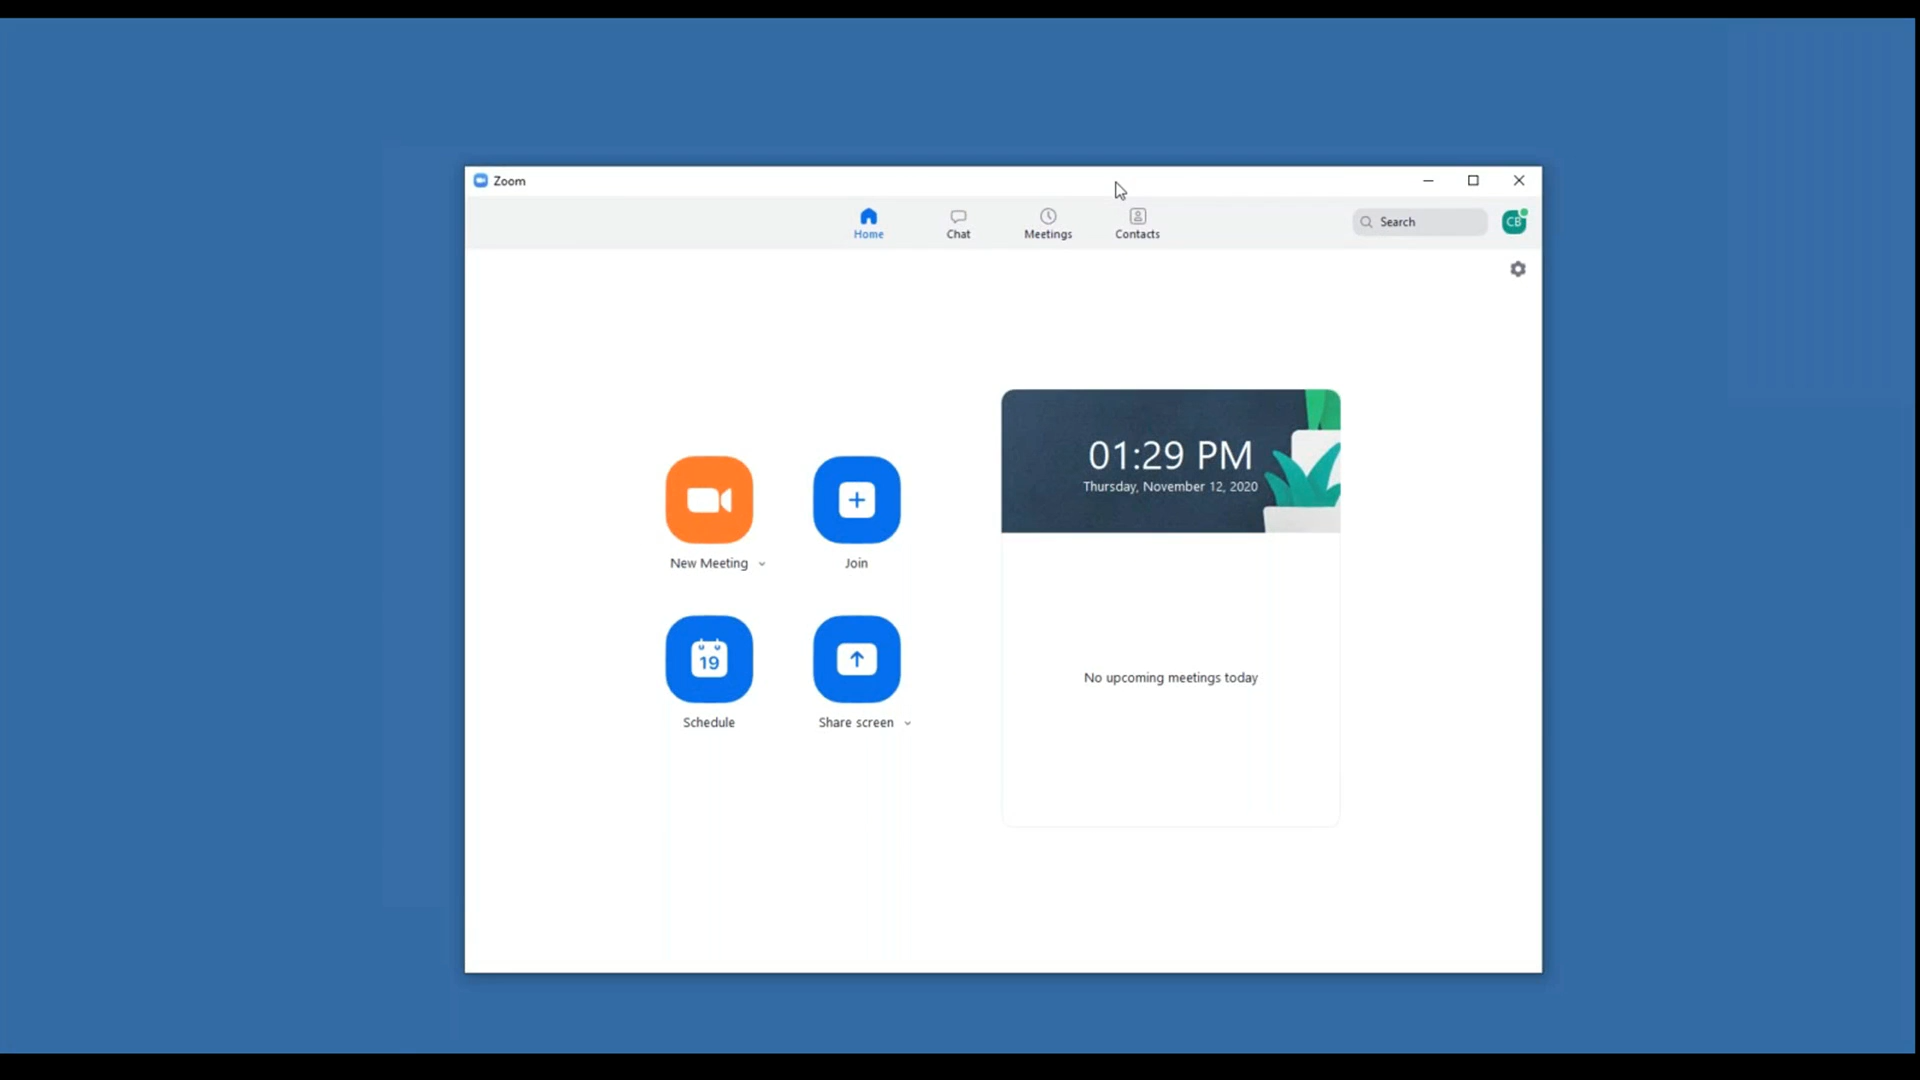 Zoom
Home
Chat
Meetings
Contacts
Search
CB
01:29 PM
Thursday, November 12, 2020
New Meeting
Join
19
Schedule
Share screen
No upcoming meetings today